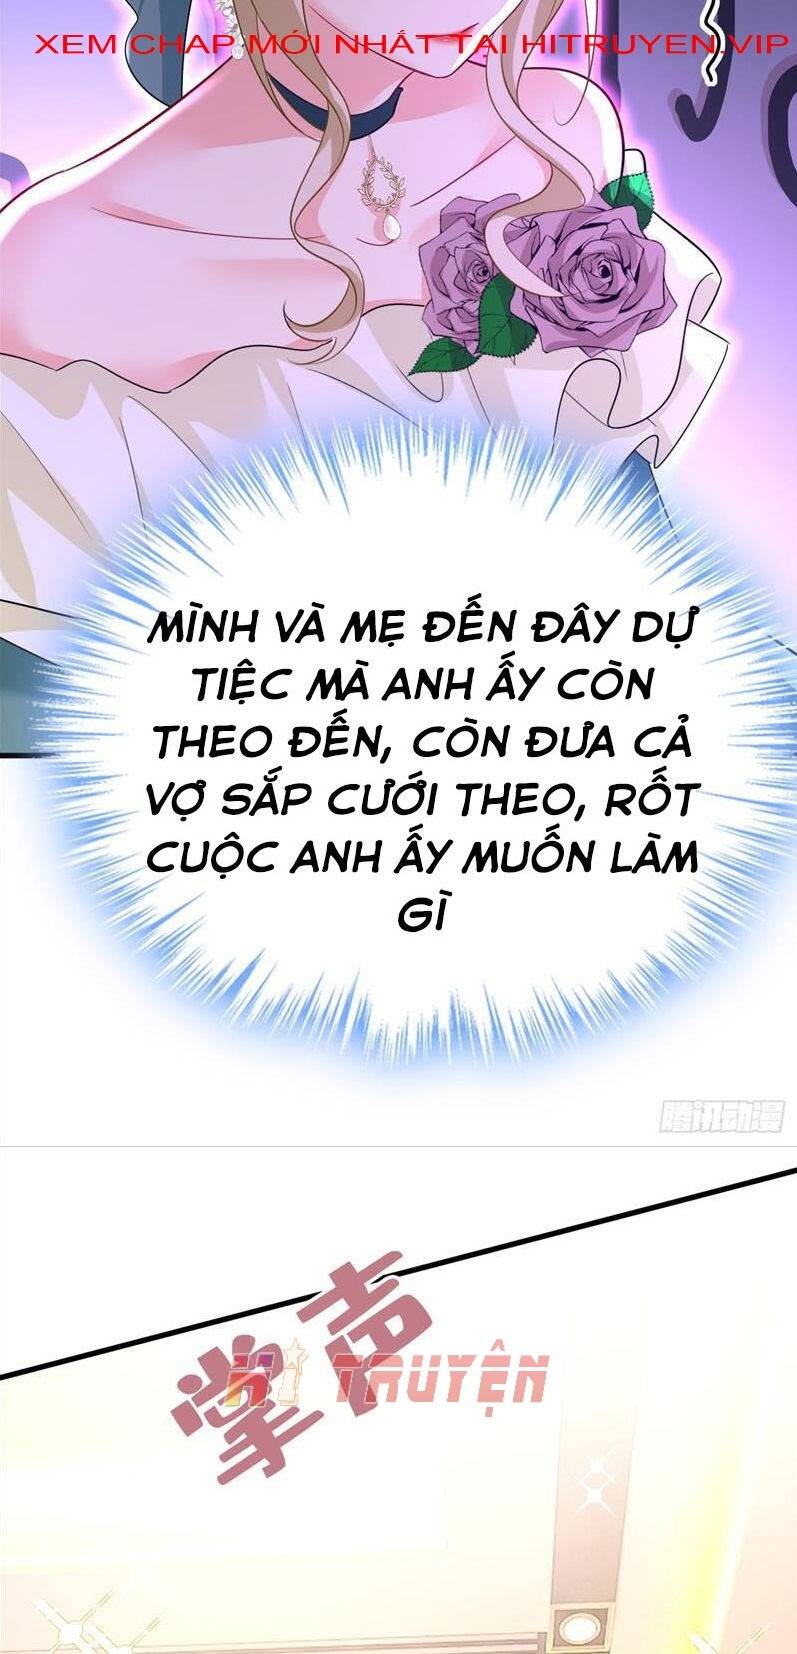 XEM CHAP MỚI NHẤT TẠI HITRUYEN.VIP
MÌNH VÀ MẸ ĐẾN ĐÂY DỰ
TIỆC MÀ ANH ẤY CÒN
THEO ĐẾN, CÒN ĐƯA CẢ
VỢ SẮP CƯỚI THEO, RỐT
CUỘC ANH ẤY MUỐN LÀM
GÌ
腾讯动漫
掌声
HI TRUYỆN